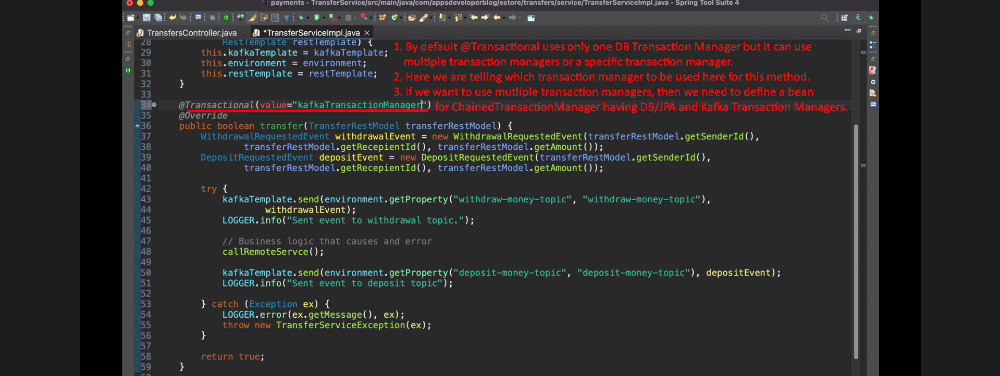 payments - TransferService/src/main/java/com/appsdeveloperblog/estore/transfers/service/TransferServiceImpl.java - Spring Tool Suite 4
TransfersController.java
*TransferServiceImpl.java
28 RestTemplate restTemplate) {
29 this.kafkaTemplate = kafkaTemplate;
30 this.environment = environment;
31 this.restTemplate = restTemplate;
32 }
33
1. By default @Transactional uses only one DB Transaction Manager but it can use
multiple transaction managers or a specific transaction manager.
2. Here we are telling which transaction manager to be used here for this method.
3. If we want to use mutliple transaction managers, then we need to define a bean
for ChainedTransactionManager having DB/JPA and Kafka Transaction Managers.
34 @Transactional(value="kafkaTransactionManager")
35 @Override
36 public boolean transfer(TransferRestModel transferRestModel) {
37 WithdrawalRequestedEvent withdrawalEvent = new WithdrawalRequestedEvent(transferRestModel.getSenderId(),
38 transferRestModel.getRecepientId(), transferRestModel.getAmount());
39 DepositRequestedEvent depositEvent = new DepositRequestedEvent(transferRestModel.getSenderId(),
40 transferRestModel.getRecepientId(), transferRestModel.getAmount());
41
42 try {
43 kafkaTemplate.send(environment.getProperty("withdraw-money-topic", "withdraw-money-topic"),
44 withdrawalEvent);
45 LOGGER.info("Sent event to withdrawal topic.");
46
47 // Business logic that causes and error
48 callRemoteServce();
49
50 kafkaTemplate.send(environment.getProperty("deposit-money-topic", "deposit-money-topic"), depositEvent);
51 LOGGER.info("Sent event to deposit topic");
52
53 } catch (Exception ex) {
54 LOGGER.error(ex.getMessage(), ex);
55 throw new TransferServiceException(ex);
56 }
57
58 return true;
59 }